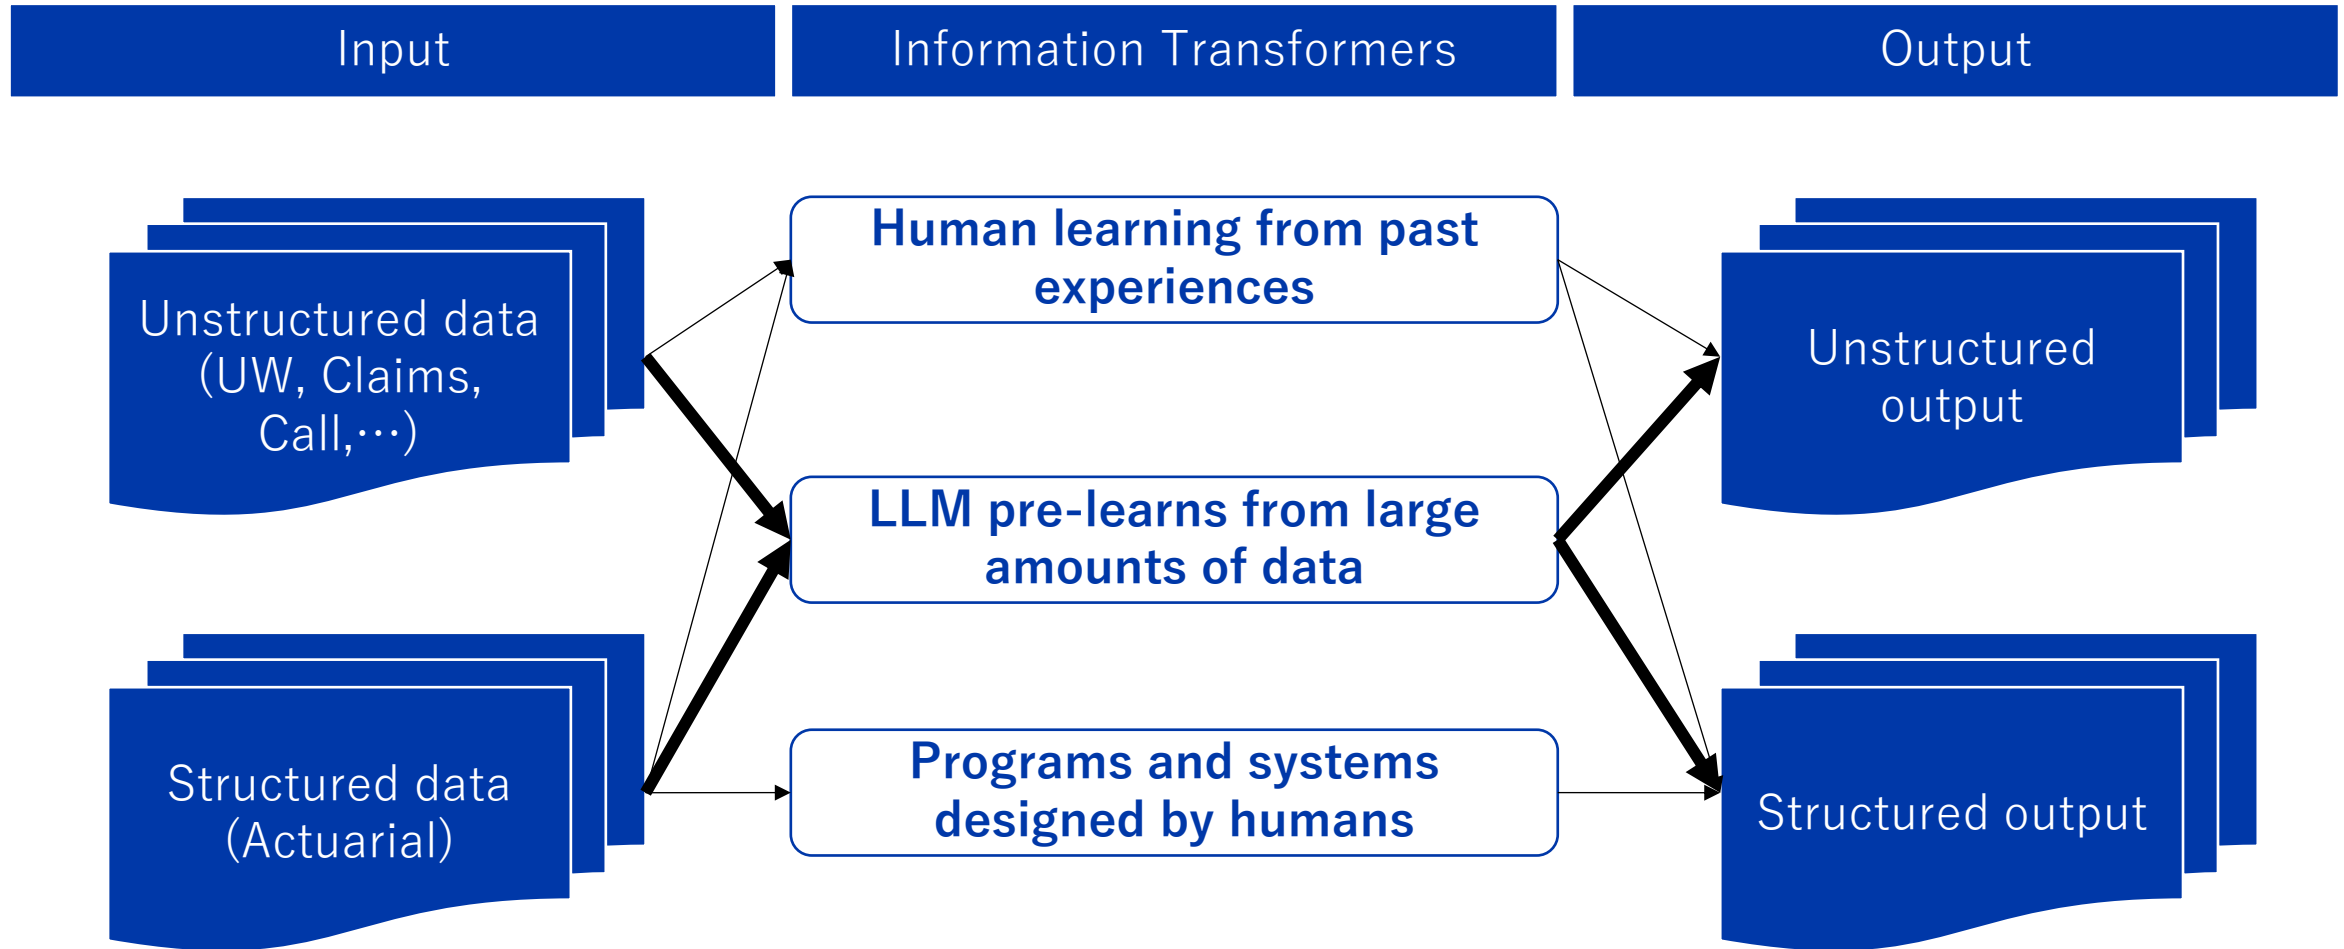 Input
Information Transformers
Output
Unstructured data
(UW, Claims,
Call,…)
Human learning from past
experiences
Unstructured
output
LLM pre-learns from large
amounts of data
Structured data
(Actuarial)
Programs and systems
designed by humans
Structured output